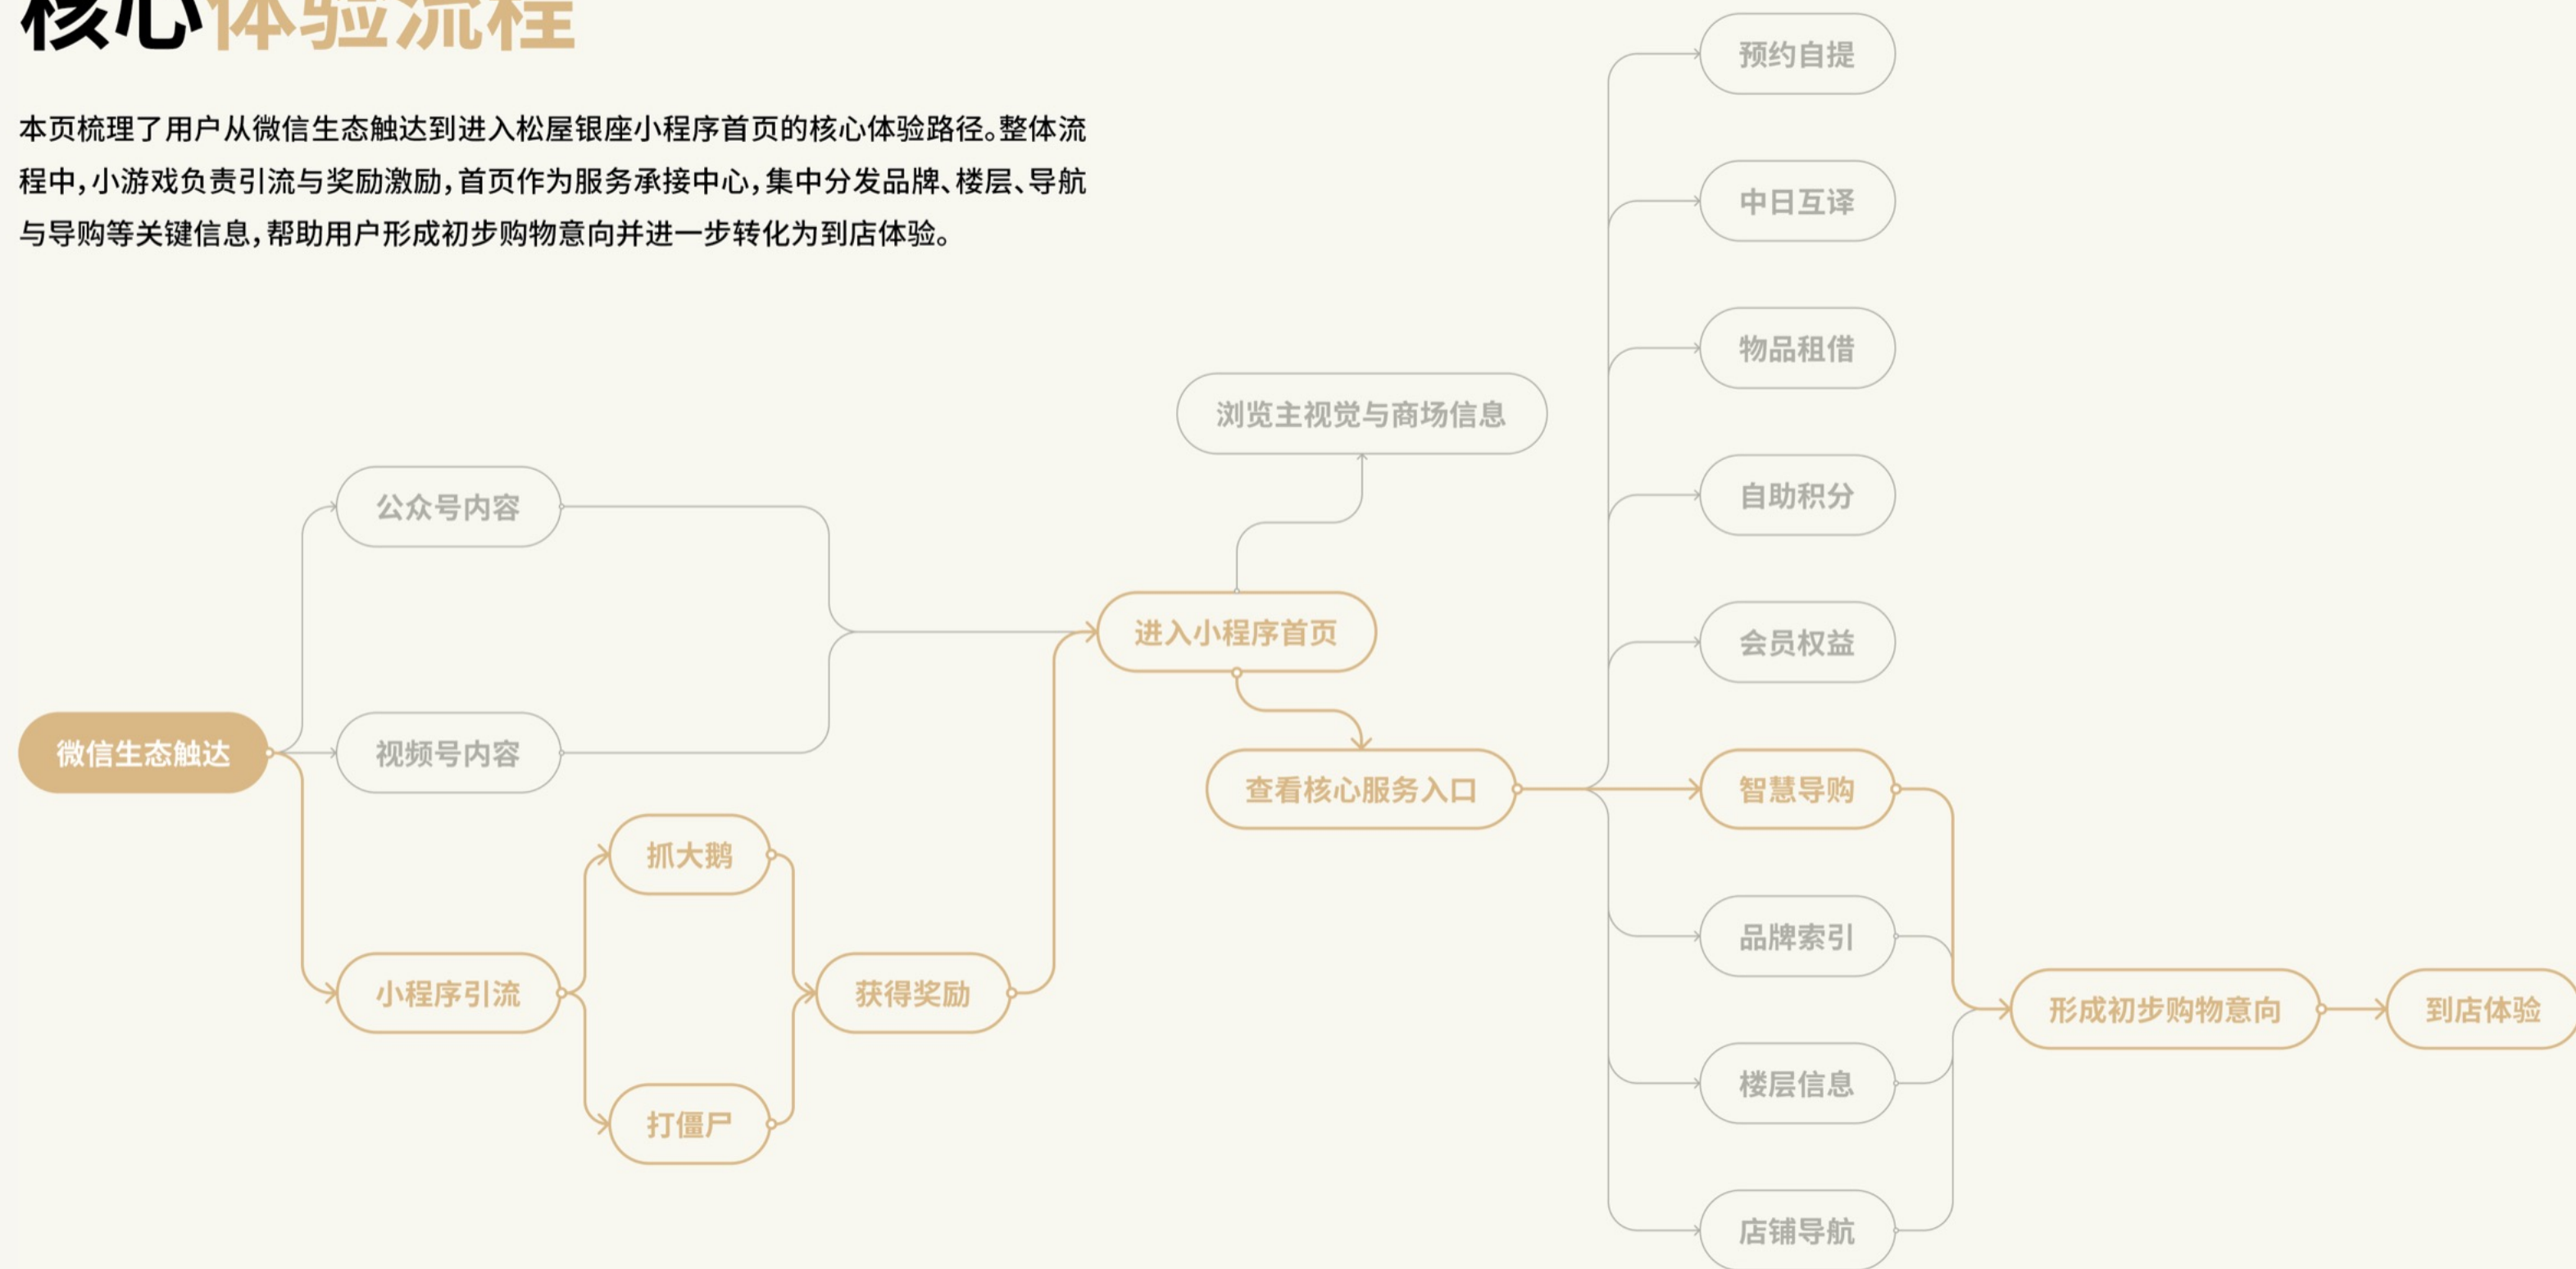 核心体验流程
本页梳理了用户从微信生态触达到进入松屋银座小程序首页的核心体验路径。整体流
程中，小游戏负责引流与奖励激励，首页作为服务承接中心，集中分发品牌、楼层、导航
与导购等关键信息，帮助用户形成初步购物意向并进一步转化为到店体验。
微信生态触达
公众号内容
视频号内容
小程序引流
抓大鹅
打僵尸
获得奖励
进入小程序首页
浏览主视觉与商场信息
查看核心服务入口
预约自提
中日互译
物品租借
自助积分
会员权益
智慧导购
品牌索引
楼层信息
店铺导航
形成初步购物意向
到店体验